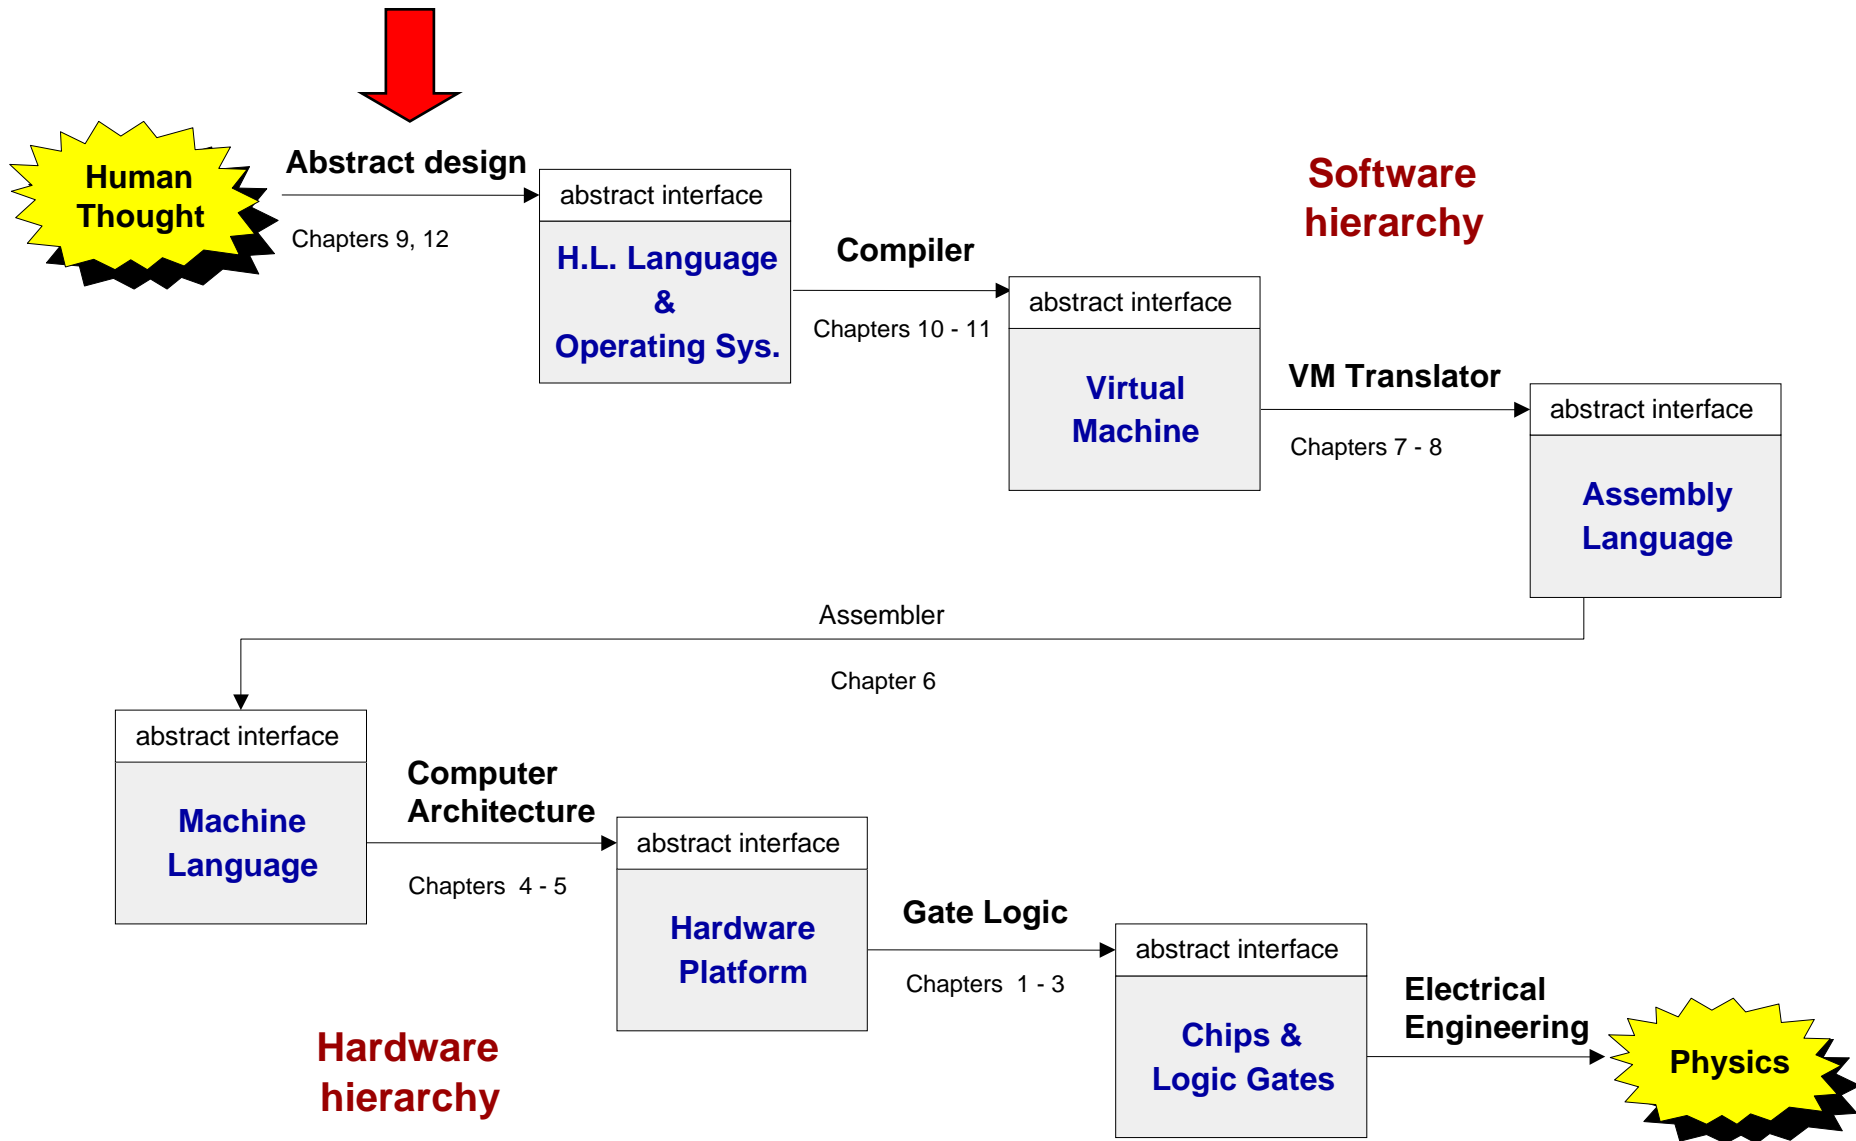 Human
Thought
Abstract design
Chapters 9, 12
abstract interface
H.L. Language
&
Operating Sys.
Compiler
Chapters 10 - 11
Software
hierarchy
abstract interface
Virtual
Machine
VM Translator
Chapters 7 - 8
abstract interface
Assembly
Language
Assembler
Chapter 6
abstract interface
Machine
Language
Computer
Architecture
Chapters 4 - 5
abstract interface
Hardware
Platform
Gate Logic
Chapters 1 - 3
abstract interface
Chips &
Logic Gates
Electrical
Engineering
Physics
Hardware
hierarchy